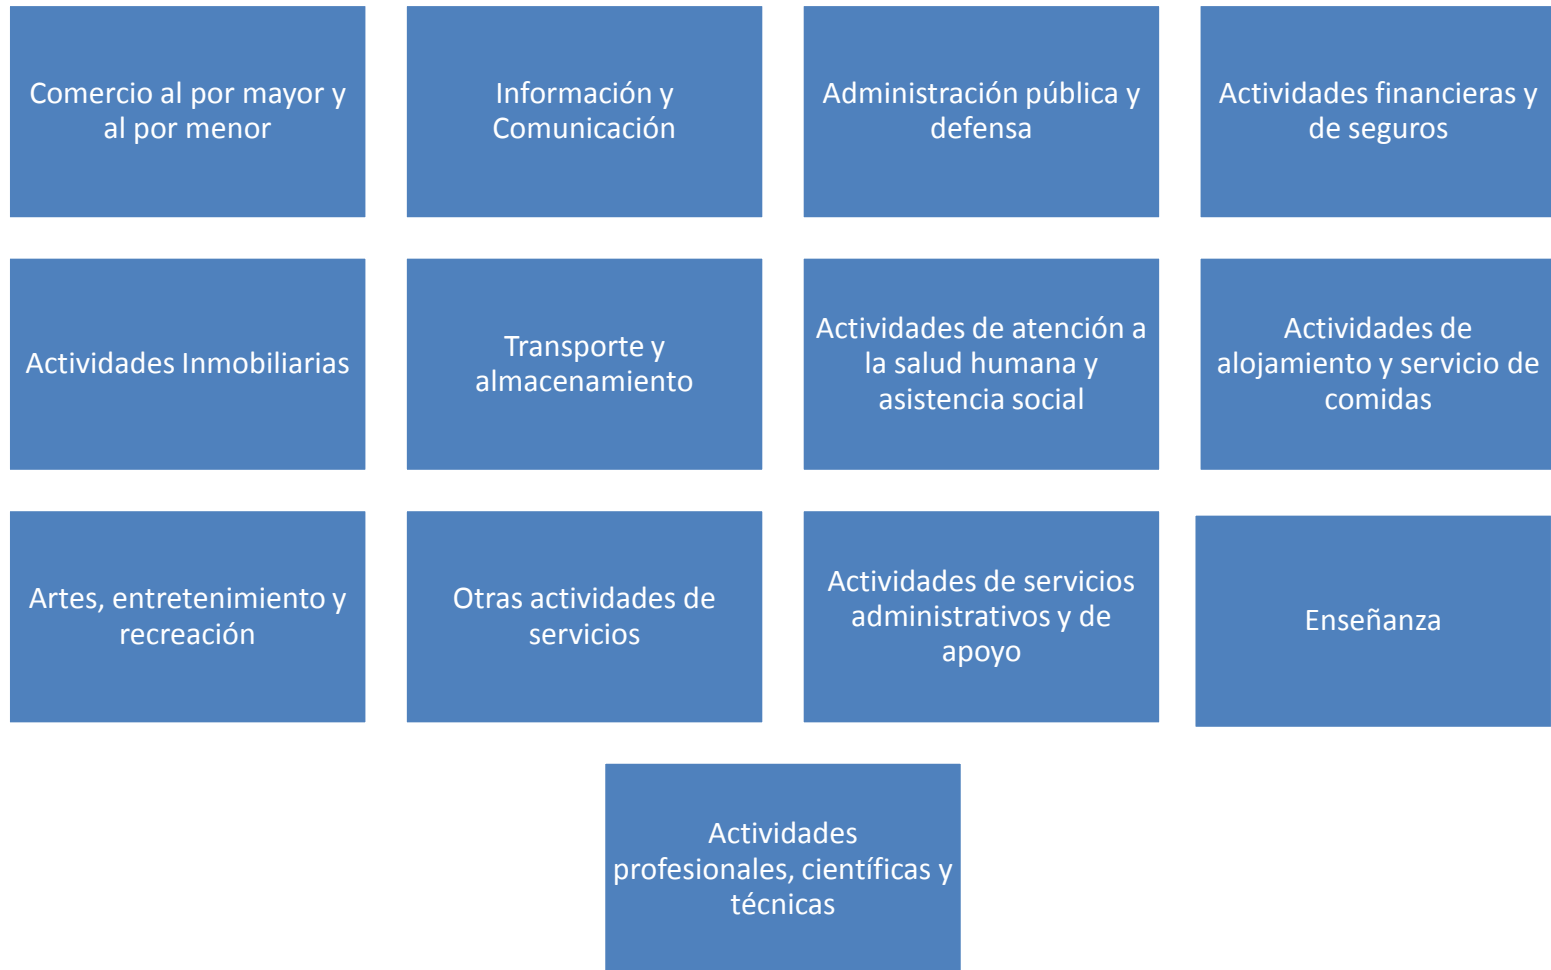 Comercio al por mayor y
al por menor
Información y
Comunicación
Administración pública y
defensa
Actividades financieras y
de seguros
Actividades Inmobiliarias
Transporte y
almacenamiento
Actividades de atención a
la salud humana y
asistencia social
Actividades de
alojamiento y servicio de
comidas
Artes, entretenimiento y
recreación
Otras actividades de
servicios
Actividades de servicios
administrativos y de
apoyo
Enseñanza
Actividades
profesionales, científicas y
técnicas